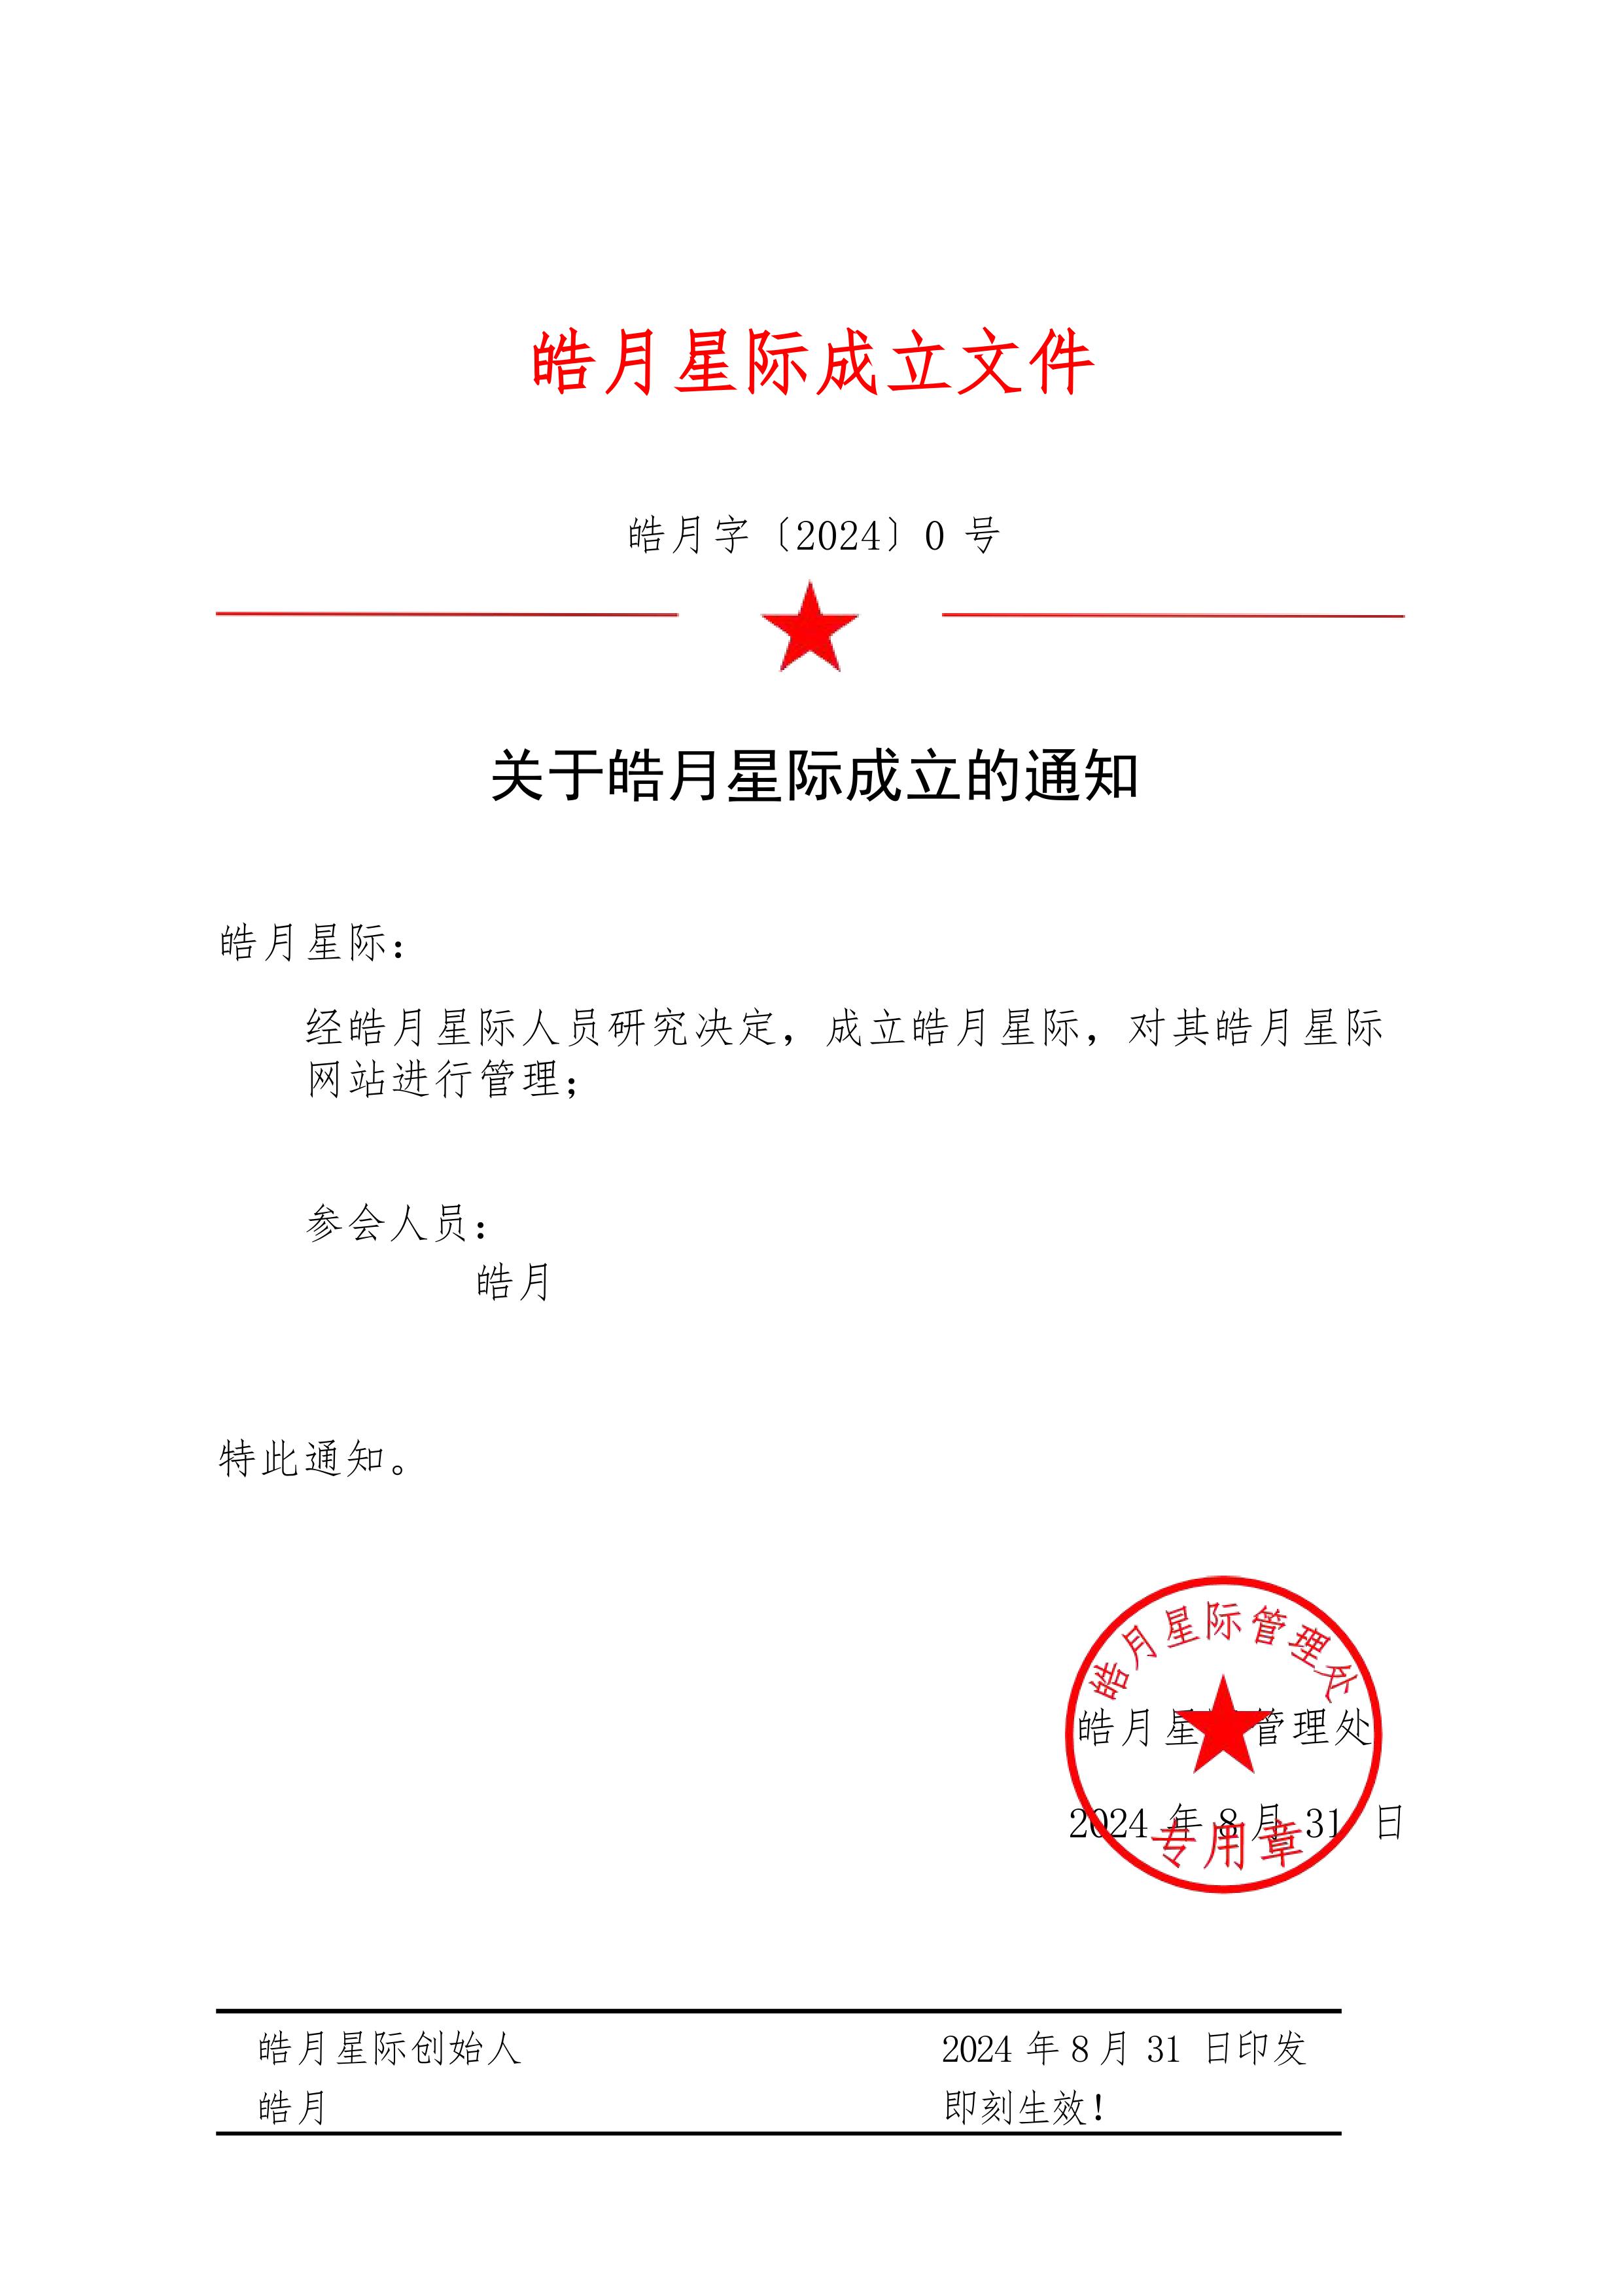 皓月星际成立文件
皓月字〔2024〕0 号
关于皓月星际成立的通知
皓月星际：
经皓月星际人员研究决定，成立皓月星际，对其皓月星际
网站进行管理；
参会人员：
皓月
特此通知。
皓月星际管理处
皓月星际管理处
2024 年 8 月 31 日
专用章
皓月星际创始人 2024 年 8 月 31 日印发
皓月 即刻生效！